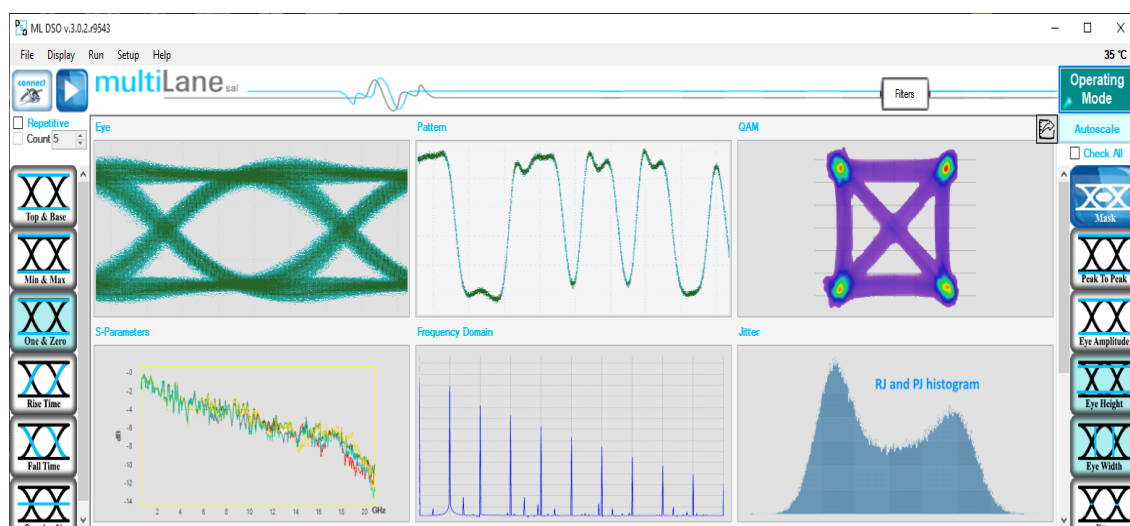 ML DSO v.3.0.2.r9543
File Display Run Setup Help
35 °C
connect
multiLane sal
Filters
Operating
Mode
Repetitive
Count 5
Autoscale
Check All
Eye
Pattern
QAM
Top & Base
Min & Max
One & Zero
Rise Time
Fall Time
Mask
Peak To Peak
Eye Amplitude
Eye Height
Eye Width
S-Parameters
Frequency Domain
Jitter
-0
-2
-4
-6
-8
-10
-12
-14
dB
2 4 6 8 10 12 14 16 18 20 GHz
RJ and PJ histogram